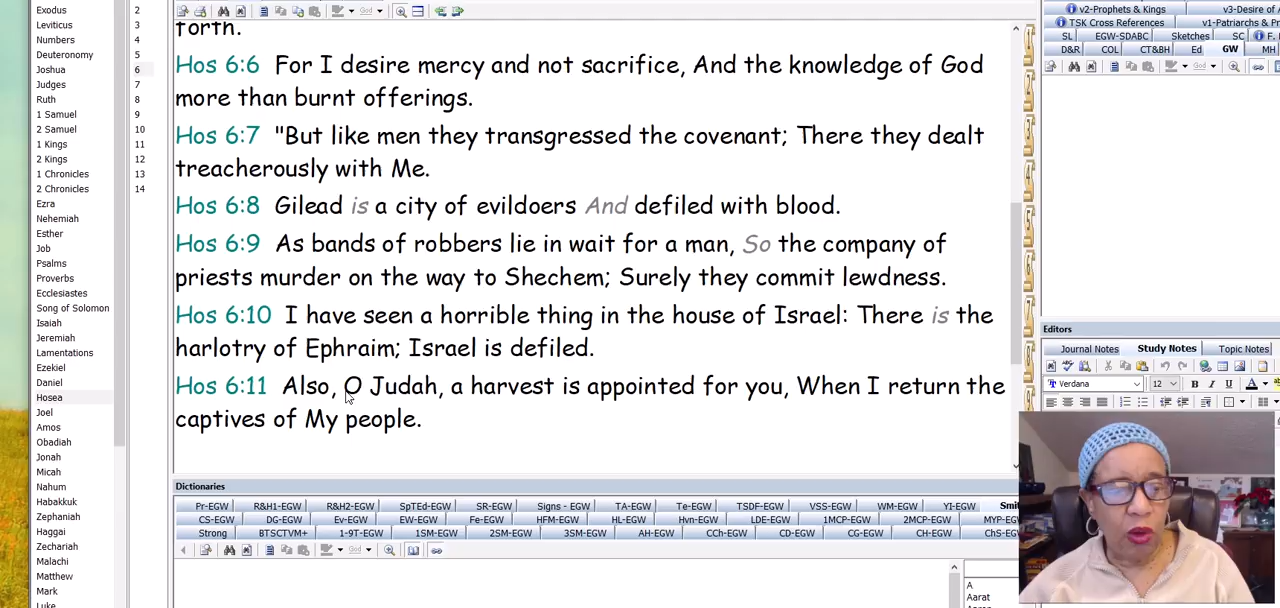 Exodus
Leviticus
Numbers
Deuteronomy
Joshua
Judges
Ruth
1 Samuel
2 Samuel
1 Kings
2 Kings
1 Chronicles
2 Chronicles
Ezra
Nehemiah
Esther
Job
Psalms
Proverbs
Ecclesiastes
Song of Solomon
Isaiah
Jeremiah
Lamentations
Ezekiel
Daniel
Hosea
Joel
Amos
Obadiah
Jonah
Micah
Nahum
Habakkuk
Zephaniah
Haggai
Zechariah
Malachi
Matthew
Mark
Luke
2
3
4
5
6
7
8
9
10
11
12
13
14
God
forth.
Hos 6:6 For I desire mercy and not sacrifice, And the knowledge of God
more than burnt offerings.
Hos 6:7 "But like men they transgressed the covenant; There they dealt
treacherously with Me.
Hos 6:8 Gilead is a city of evildoers And defiled with blood.
Hos 6:9 As bands of robbers lie in wait for a man, So the company of
priests murder on the way to Shechem; Surely they commit lewdness.
Hos 6:10 I have seen a horrible thing in the house of Israel: There is the
harlotry of Ephraim; Israel is defiled.
Hos 6:11 Also, O Judah, a harvest is appointed for you, When I return the
captives of My people.
Dictionaries
Pr-EGW R&H1-EGW R&H2-EGW SpTEd-EGW SR-EGW Signs - EGW TA-EGW Te-EGW TSDF-EGW VSS-EGW WM-EGW YI-EGW Smit
CS-EGW DG-EGW Ev-EGW EW-EGW Fe-EGW HFM-EGW HL-EGW Hvn-EGW LDE-EGW 1MCP-EGW 2MCP-EGW MYP-EG
Strong BTSCTVM+ 1-9T-EGW 1SM-EGW 2SM-EGW 3SM-EGW AH-EGW CCh-EGW CD-EGW CG-EGW CH-EGW ChS-EG
God
A
Aarat
v2-Prophets & Kings v3-Desire of A
TSK Cross References v1-Patriarchs & Pr
SL EGW-SDABC Sketches SC F.
D&R COL CT&BH Ed GW MH
God
Editors
Journal Notes Study Notes Topic Notes
Verdana 12 B I U A